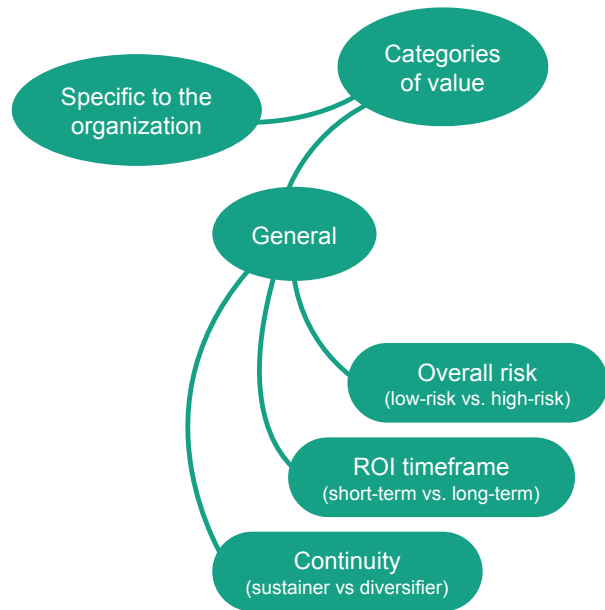 Categories
of value
Specific to the
organization
General
Overall risk
(low-risk vs. high-risk)
ROI timeframe
(short-term vs. long-term)
Continuity
(sustainer vs diversifier)